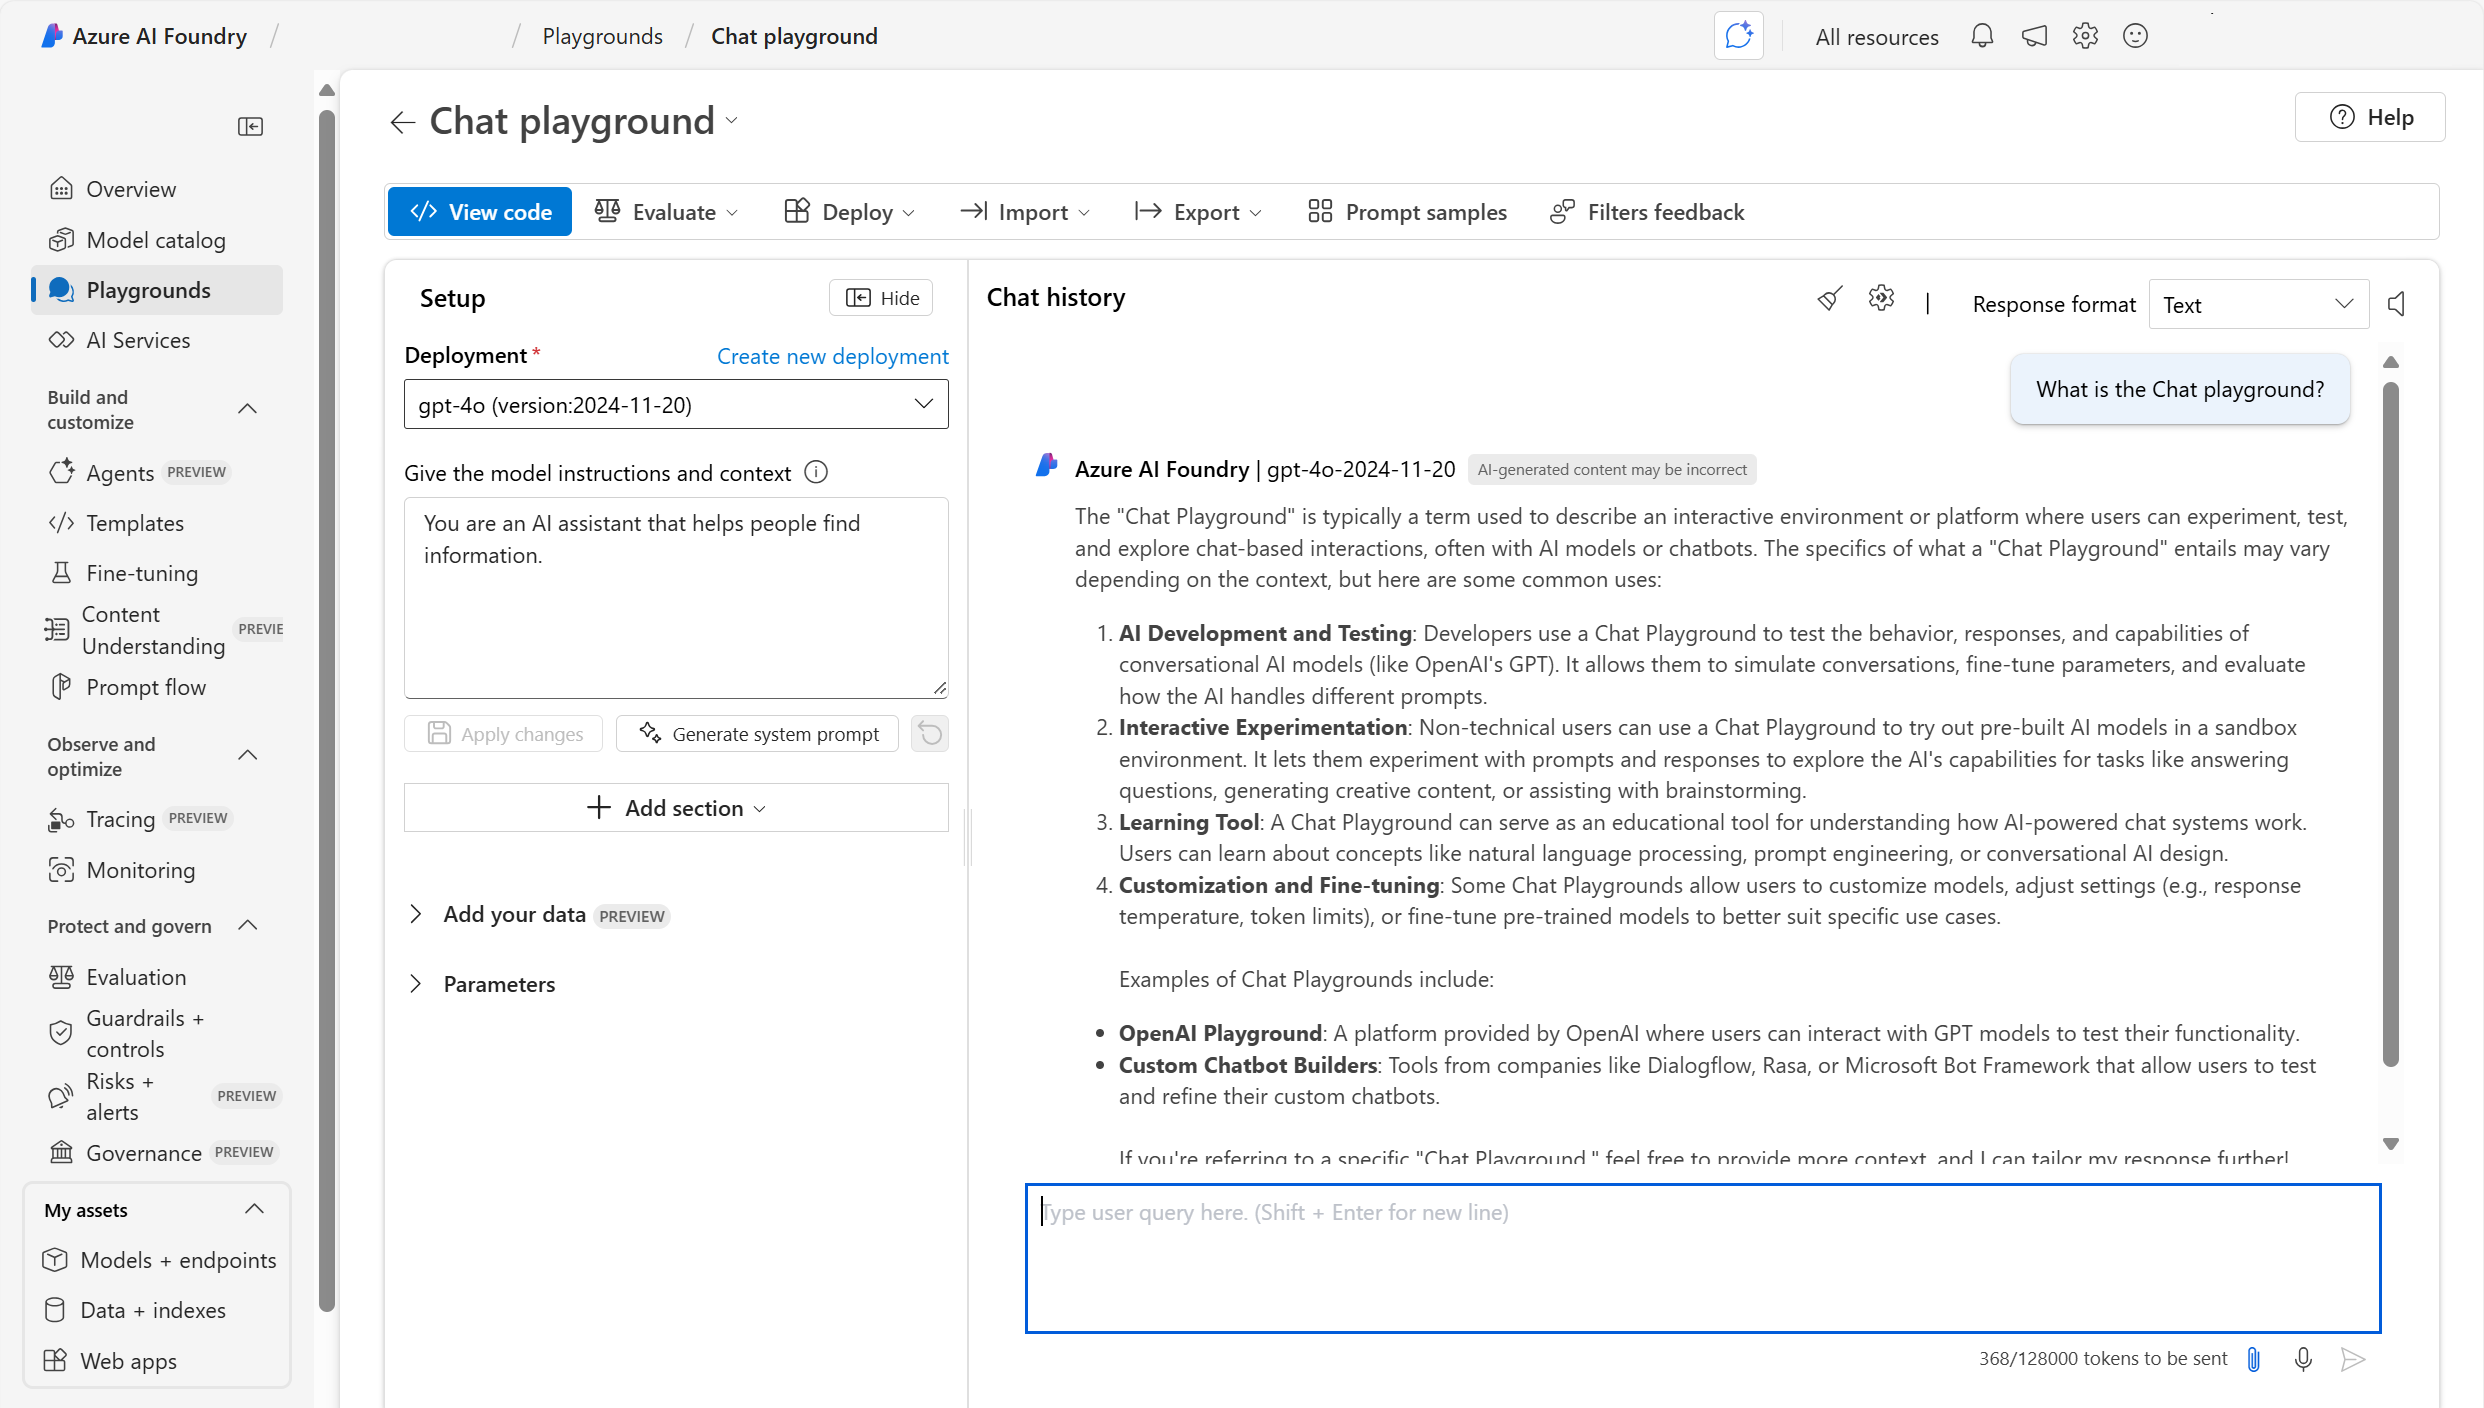 Azure AI Foundry / / Playgrounds / Chat playground
All resources
Chat playground
Help
Overview
Model catalog
Playgrounds
AI Services
Build and
customize
Agents PREVIEW
Templates
Fine-tuning
Content
Understanding PREVIE
Prompt flow
Observe and
optimize
Tracing PREVIEW
Monitoring
Protect and govern
Evaluation
Guardrails +
controls
Risks +
alerts PREVIEW
Governance PREVIEW
My assets
Models + endpoints
Data + indexes
Web apps
View code Evaluate Deploy Import Export Prompt samples Filters feedback
Setup
Hide
Deployment * Create new deployment
gpt-4o (version:2024-11-20)
Give the model instructions and context
You are an AI assistant that helps people find
information.
Apply changes Generate system prompt
Add section
Add your data PREVIEW
Parameters
Chat history
| Response format Text
What is the Chat playground?
Azure AI Foundry | gpt-4o-2024-11-20 AI-generated content may be incorrect
The "Chat Playground" is typically a term used to describe an interactive environment or platform where users can experiment, test,
and explore chat-based interactions, often with AI models or chatbots. The specifics of what a "Chat Playground" entails may vary
depending on the context, but here are some common uses:
1. AI Development and Testing: Developers use a Chat Playground to test the behavior, responses, and capabilities of
conversational AI models (like OpenAI's GPT). It allows them to simulate conversations, fine-tune parameters, and evaluate
how the AI handles different prompts.
2. Interactive Experimentation: Non-technical users can use a Chat Playground to try out pre-built AI models in a sandbox
environment. It lets them experiment with prompts and responses to explore the AI's capabilities for tasks like answering
questions, generating creative content, or assisting with brainstorming.
3. Learning Tool: A Chat Playground can serve as an educational tool for understanding how AI-powered chat systems work.
Users can learn about concepts like natural language processing, prompt engineering, or conversational AI design.
4. Customization and Fine-tuning: Some Chat Playgrounds allow users to customize models, adjust settings (e.g., response
temperature, token limits), or fine-tune pre-trained models to better suit specific use cases.
Examples of Chat Playgrounds include:
• OpenAI Playground: A platform provided by OpenAI where users can interact with GPT models to test their functionality.
• Custom Chatbot Builders: Tools from companies like Dialogflow, Rasa, or Microsoft Bot Framework that allow users to test
and refine their custom chatbots.
If you're referring to a specific "Chat Playground," feel free to provide more context, and I can tailor my response further!
Type user query here. (Shift + Enter for new line)
368/128000 tokens to be sent